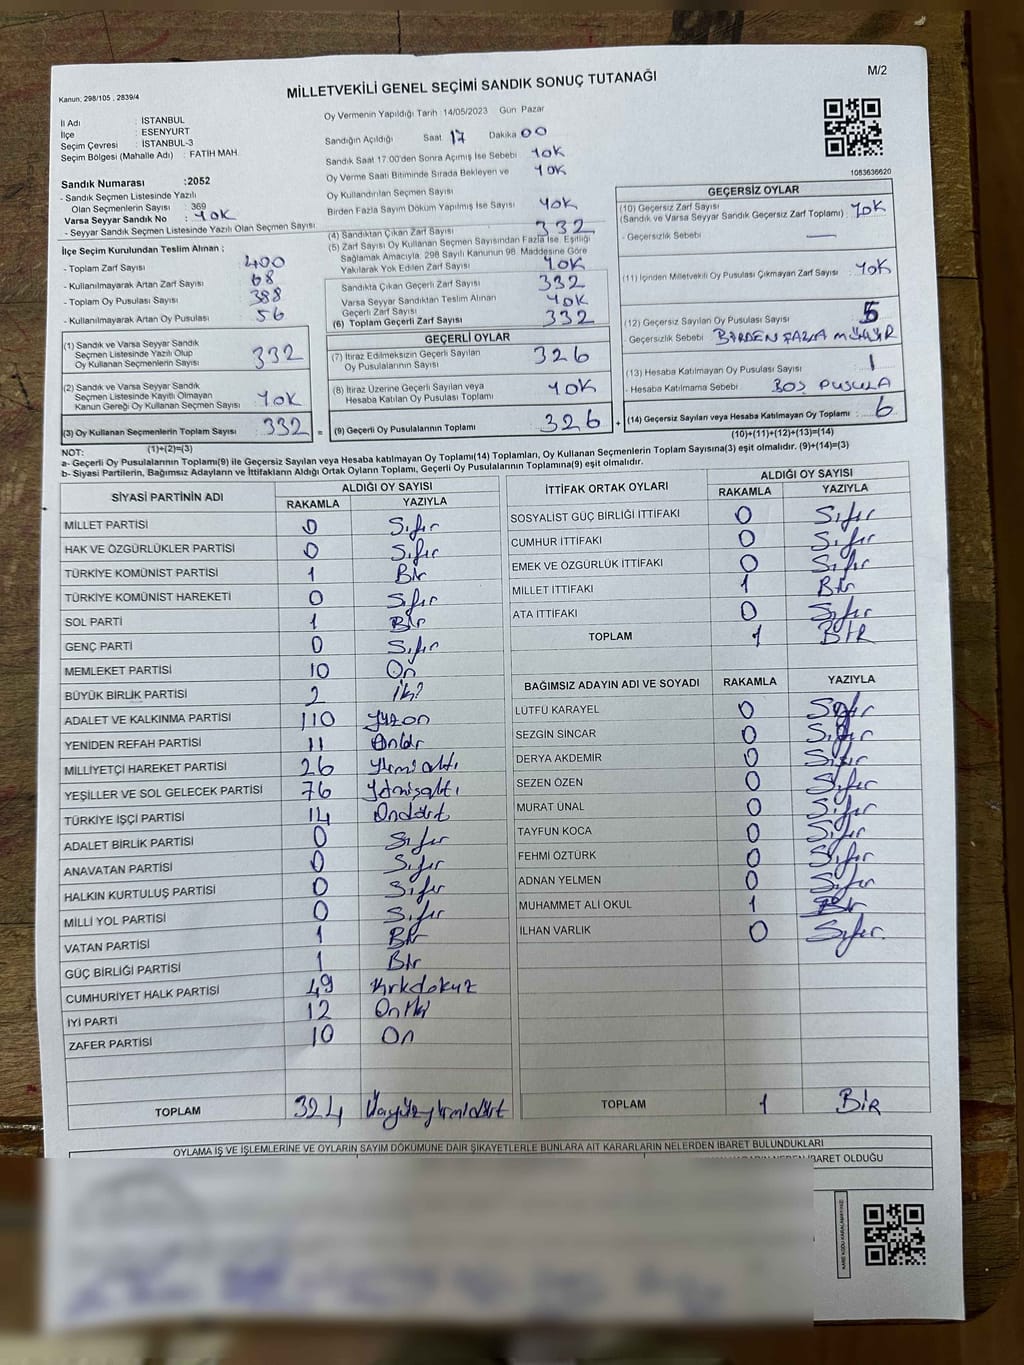 MİLLETVEKİLİ GENEL SEÇİMİ SANDIK SONUÇ TUTANAĞI
M/2
Kanun: 298/105 , 2839/4
İl Adı : İSTANBUL
İlçe : ESENYURT
Seçim Çevresi : İSTANBUL-3
Seçim Bölgesi (Mahalle Adı) : FATİH MAH.
Oy Vermenin Yapıldığı Tarih : 14/05/2023 Gün: Pazar
Sandığın Açıldığı Saat 17 Dakika 00
Sandık Saat 17:00'den Sonra Açımış İse Sebebi YOK
Oy Verme Saati Bitiminde Sırada Bekleyen ve YOK
Oy Kullandırılan Seçmen Sayısı
Birden Fazla Sayım Döküm Yapılmış İse Sayısı YOK
1083636620
Sandık Numarası :2052
- Sandık Seçmen Listesinde Yazılı
Olan Seçmenlerin Sayısı : 369
Varsa Seyyar Sandık No : YOK
- Seyyar Sandık Seçmen Listesinde Yazılı Olan Seçmen Sayısı
İlçe Seçim Kurulundan Teslim Alınan :
- Toplam Zarf Sayısı 400
- Kullanılmayarak Artan Zarf Sayısı 68
- Toplam Oy Pusulası Sayısı 388
- Kullanılmayarak Artan Oy Pusulası 56
(1) Sandık ve Varsa Seyyar Sandık
Seçmen Listesinde Yazılı Olup
Oy Kullanan Seçmenlerin Sayısı 332
(2) Sandık ve Varsa Seyyar Sandık
Seçmen Listesinde Kayıtlı Olmayan
Kanun Gereği Oy Kullanan Seçmen Sayısı YOK
(3) Oy Kullanan Seçmenlerin Toplam Sayısı 332 =
(1)+(2)=(3)
(4) Sandıktan Çıkan Zarf Sayısı 332
(5) Zarf Sayısı Oy Kullanan Seçmen Sayısından Fazla İse, Eşitliği
Sağlamak Amacıyla, 298 Sayılı Kanunun 98. Maddesine Göre
Yakılarak Yok Edilen Zarf Sayısı YOK
Sandıkta Çıkan Geçerli Zarf Sayısı 332
Varsa Seyyar Sandıktan Teslim Alınan
Geçerli Zarf Sayısı YOK
(6) Toplam Geçerli Zarf Sayısı 332
GEÇERLİ OYLAR
(7) İtiraz Edilmeksizin Geçerli Sayılan
Oy Pusulalarının Sayısı 326
(8) İtiraz Üzerine Geçerli Sayılan veya
Hesaba Katılan Oy Pusulası Toplamı YOK
(9) Geçerli Oy Pusulalarının Toplamı 326 +
GEÇERSİZ OYLAR
(10) Geçersiz Zarf Sayısı
(Sandık ve Varsa Seyyar Sandık Geçersiz Zarf Toplamı) : YOK
- Geçersizlik Sebebi : —
(11) İçinden Milletvekili Oy Pusulası Çıkmayan Zarf Sayısı : YOK
(12) Geçersiz Sayılan Oy Pusulası Sayısı : 5
- Geçersizlik Sebebi : BİRDEN FAZLA MÜHÜR
(13) Hesaba Katılmayan Oy Pusulası Sayısı : 1
- Hesaba Katılmama Sebebi : BOŞ PUSULA
(14) Geçersiz Sayılan veya Hesaba Katılmayan Oy Toplamı : 6
(10)+(11)+(12)+(13)=(14)
NOT:
a- Geçerli Oy Pusulalarının Toplamı(9) ile Geçersiz Sayılan veya Hesaba Katılmayan Oy Toplamı(14) Toplamları, Oy Kullanan Seçmenlerin Toplam Sayısına(3) eşit olmalıdır. (9)+(14)=(3)
b- Siyasi Partilerin, Bağımsız Adayların ve İttifakların Aldığı Ortak Oyların Toplamı, Geçerli Oy Pusulalarının Toplamına(9) eşit olmalıdır.
SİYASİ PARTİNİN ADI ALDIĞI OY SAYISI
RAKAMLA YAZIYLA
MİLLET PARTİSİ 0 Sıfır
HAK VE ÖZGÜRLÜKLER PARTİSİ 0 Sıfır
TÜRKİYE KOMÜNİST PARTİSİ 1 Bir
TÜRKİYE KOMÜNİST HAREKETİ 0 Sıfır
SOL PARTİ 1 Bir
GENÇ PARTİ 0 Sıfır
MEMLEKET PARTİSİ 10 On
BÜYÜK BİRLİK PARTİSİ 2 İki
ADALET VE KALKINMA PARTİSİ 110 Yüzon
YENİDEN REFAH PARTİSİ 11 Onbir
MİLLİYETÇİ HAREKET PARTİSİ 26 Yirmialtı
YEŞİLLER VE SOL GELECEK PARTİSİ 76 Yetmişaltı
TÜRKİYE İŞÇİ PARTİSİ 14 Ondört
ADALET BİRLİK PARTİSİ 0 Sıfır
ANAVATAN PARTİSİ 0 Sıfır
HALKIN KURTULUŞ PARTİSİ 0 Sıfır
MİLLİ YOL PARTİSİ 0 Sıfır
VATAN PARTİSİ 1 Bir
GÜÇ BİRLİĞİ PARTİSİ 1 Bir
CUMHURİYET HALK PARTİSİ 49 Kırkdokuz
İYİ PARTİ 12 Oniki
ZAFER PARTİSİ 10 On
TOPLAM 324 Üçyüzyirmidört
İTTİFAK ORTAK OYLARI ALDIĞI OY SAYISI
RAKAMLA YAZIYLA
SOSYALİST GÜÇ BİRLİĞİ İTTİFAKI 0 Sıfır
CUMHUR İTTİFAKI 0 Sıfır
EMEK VE ÖZGÜRLÜK İTTİFAKI 0 Sıfır
MİLLET İTTİFAKI 1 Bir
ATA İTTİFAKI 0 Sıfır
TOPLAM 1 BİR
BAĞIMSIZ ADAYIN ADI VE SOYADI RAKAMLA YAZIYLA
LÜTFÜ KARAYEL 0 Sıfır
SEZGİN SİNCAR 0 Sıfır
DERYA AKDEMİR 0 Sıfır
SEZEN ÖZEN 0 Sıfır
MURAT ÜNAL 0 Sıfır
TAYFUN KOCA 0 Sıfır
FEHMİ ÖZTÜRK 0 Sıfır
ADNAN YELMEN 0 Sıfır
MUHAMMET ALİ OKUL 1 Bir
İLHAN VARLIK 0 Sıfır.
TOPLAM 1 BİR
OYLAMA İŞ VE İŞLEMLERİNE VE OYLARIN SAYIM DÖKÜMÜNE DAİR ŞİKAYETLERLE BUNLARA AİT KARARLARIN NELERDEN İBARET BULUNDUKLARI
İBARET OLDUĞU